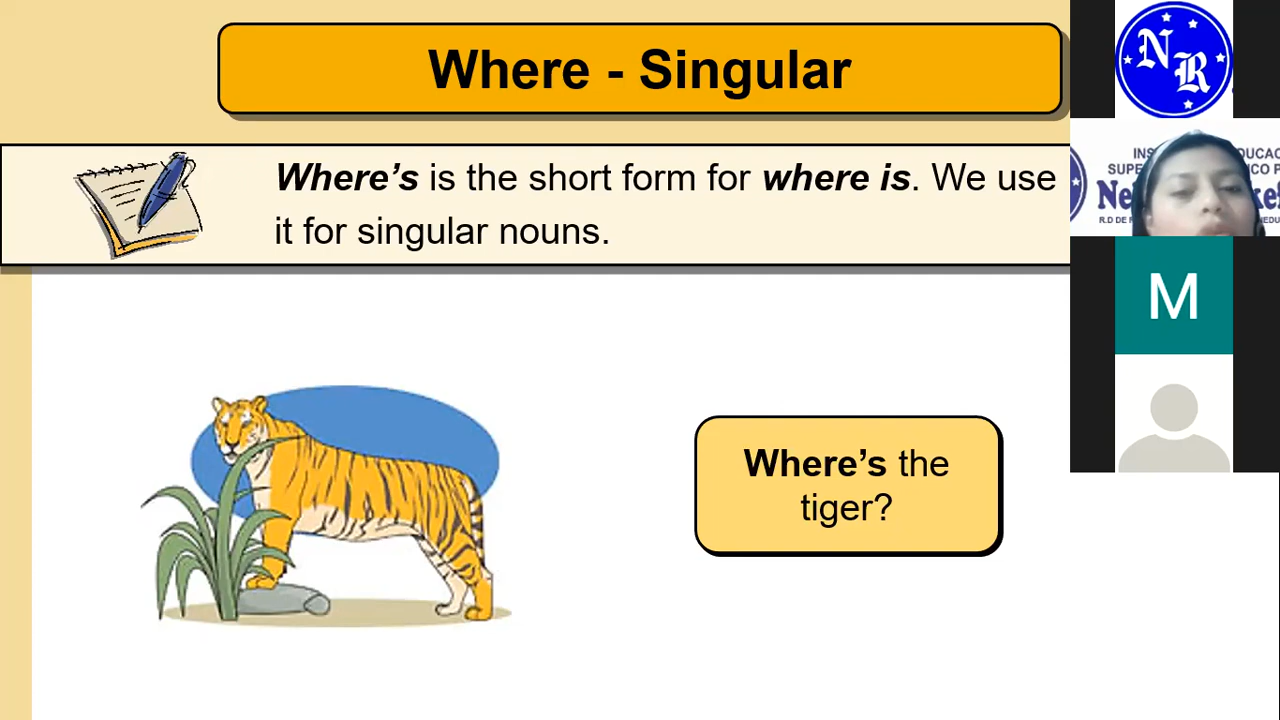 Where - Singular
Where's is the short form for where is. We use
it for singular nouns.
Where's the
tiger?
N
R
M